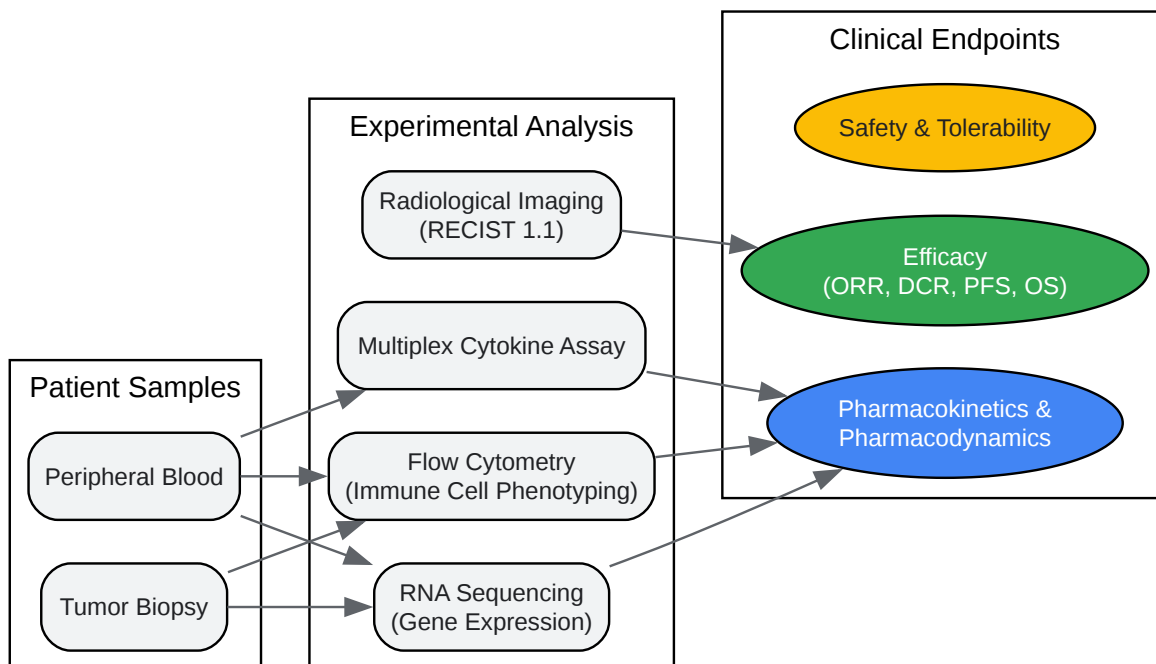 Patient Samples
Peripheral Blood
Tumor Biopsy
Experimental Analysis
Radiological Imaging
(RECIST 1.1)
Multiplex Cytokine Assay
Flow Cytometry
(Immune Cell Phenotyping)
RNA Sequencing
(Gene Expression)
Clinical Endpoints
Safety & Tolerability
Efficacy
(ORR, DCR, PFS, OS)
Pharmacokinetics &
Pharmacodynamics